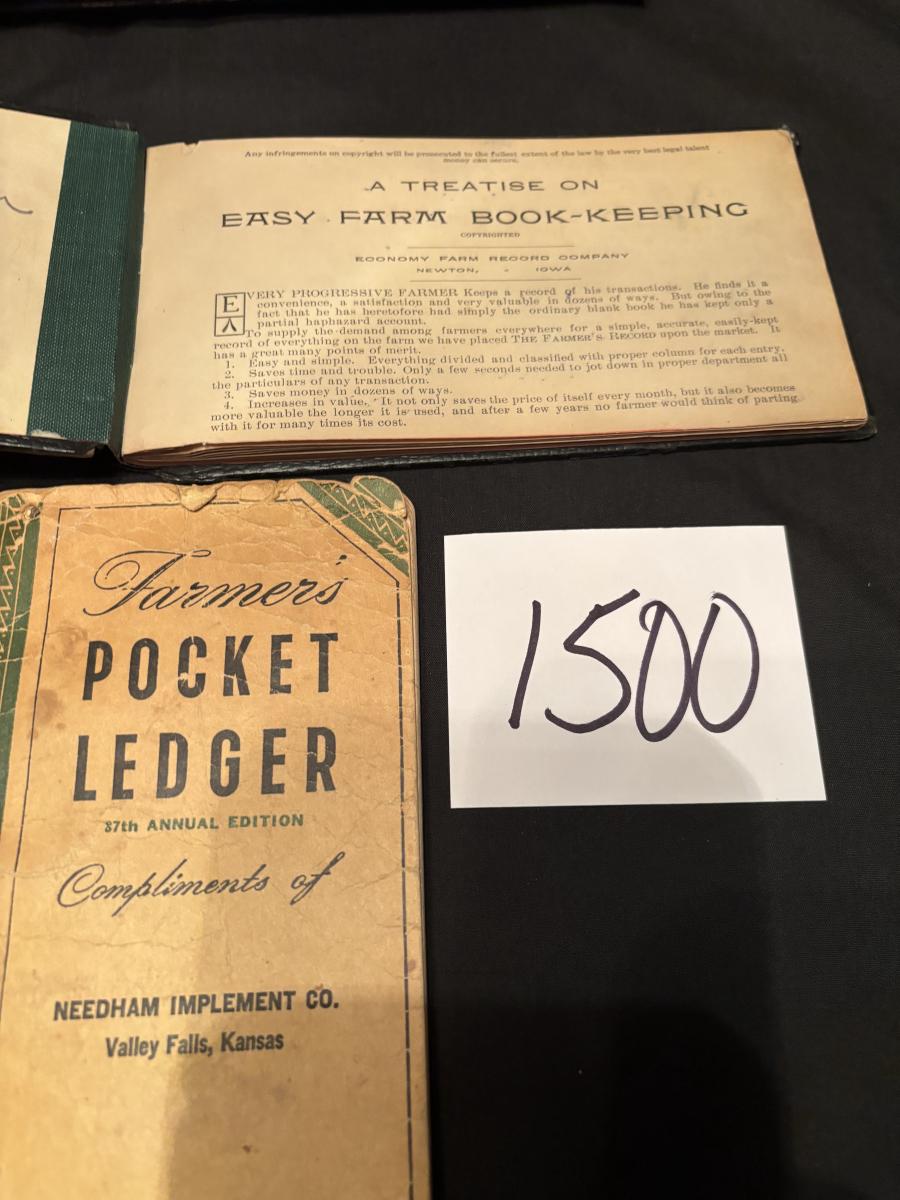 Any infringements on copyright will be prosecuted to the fullest extent of the law by the very best legal talent
money can secure.
A TREATISE ON
EASY FARM BOOK-KEEPING
COPYRIGHTED
ECONOMY FARM RECORD COMPANY
NEWTON, - IOWA
EVERY PROGRESSIVE FARMER Keeps a record of his transactions. He finds it a
convenience, a satisfaction and very valuable in dozens of ways. But owing to the
fact that he has heretofore had simply the ordinary blank book he has kept only a
partial haphazard account.
To supply the demand among farmers everywhere for a simple, accurate, easily-kept
record of everything on the farm we have placed THE FARMER'S RECORD upon the market. It
has a great many points of merit.
1. Easy and simple. Everything divided and classified with proper column for each entry.
2. Saves time and trouble. Only a few seconds needed to jot down in proper department all
the particulars of any transaction.
3. Saves money in dozens of ways.
4. Increases in value. It not only saves the price of itself every month, but it also becomes
more valuable the longer it is used, and after a few years no farmer would think of parting
with it for many times its cost.
Farmer's
POCKET
LEDGER
87th ANNUAL EDITION
Compliments of
NEEDHAM IMPLEMENT CO.
Valley Falls, Kansas
1500